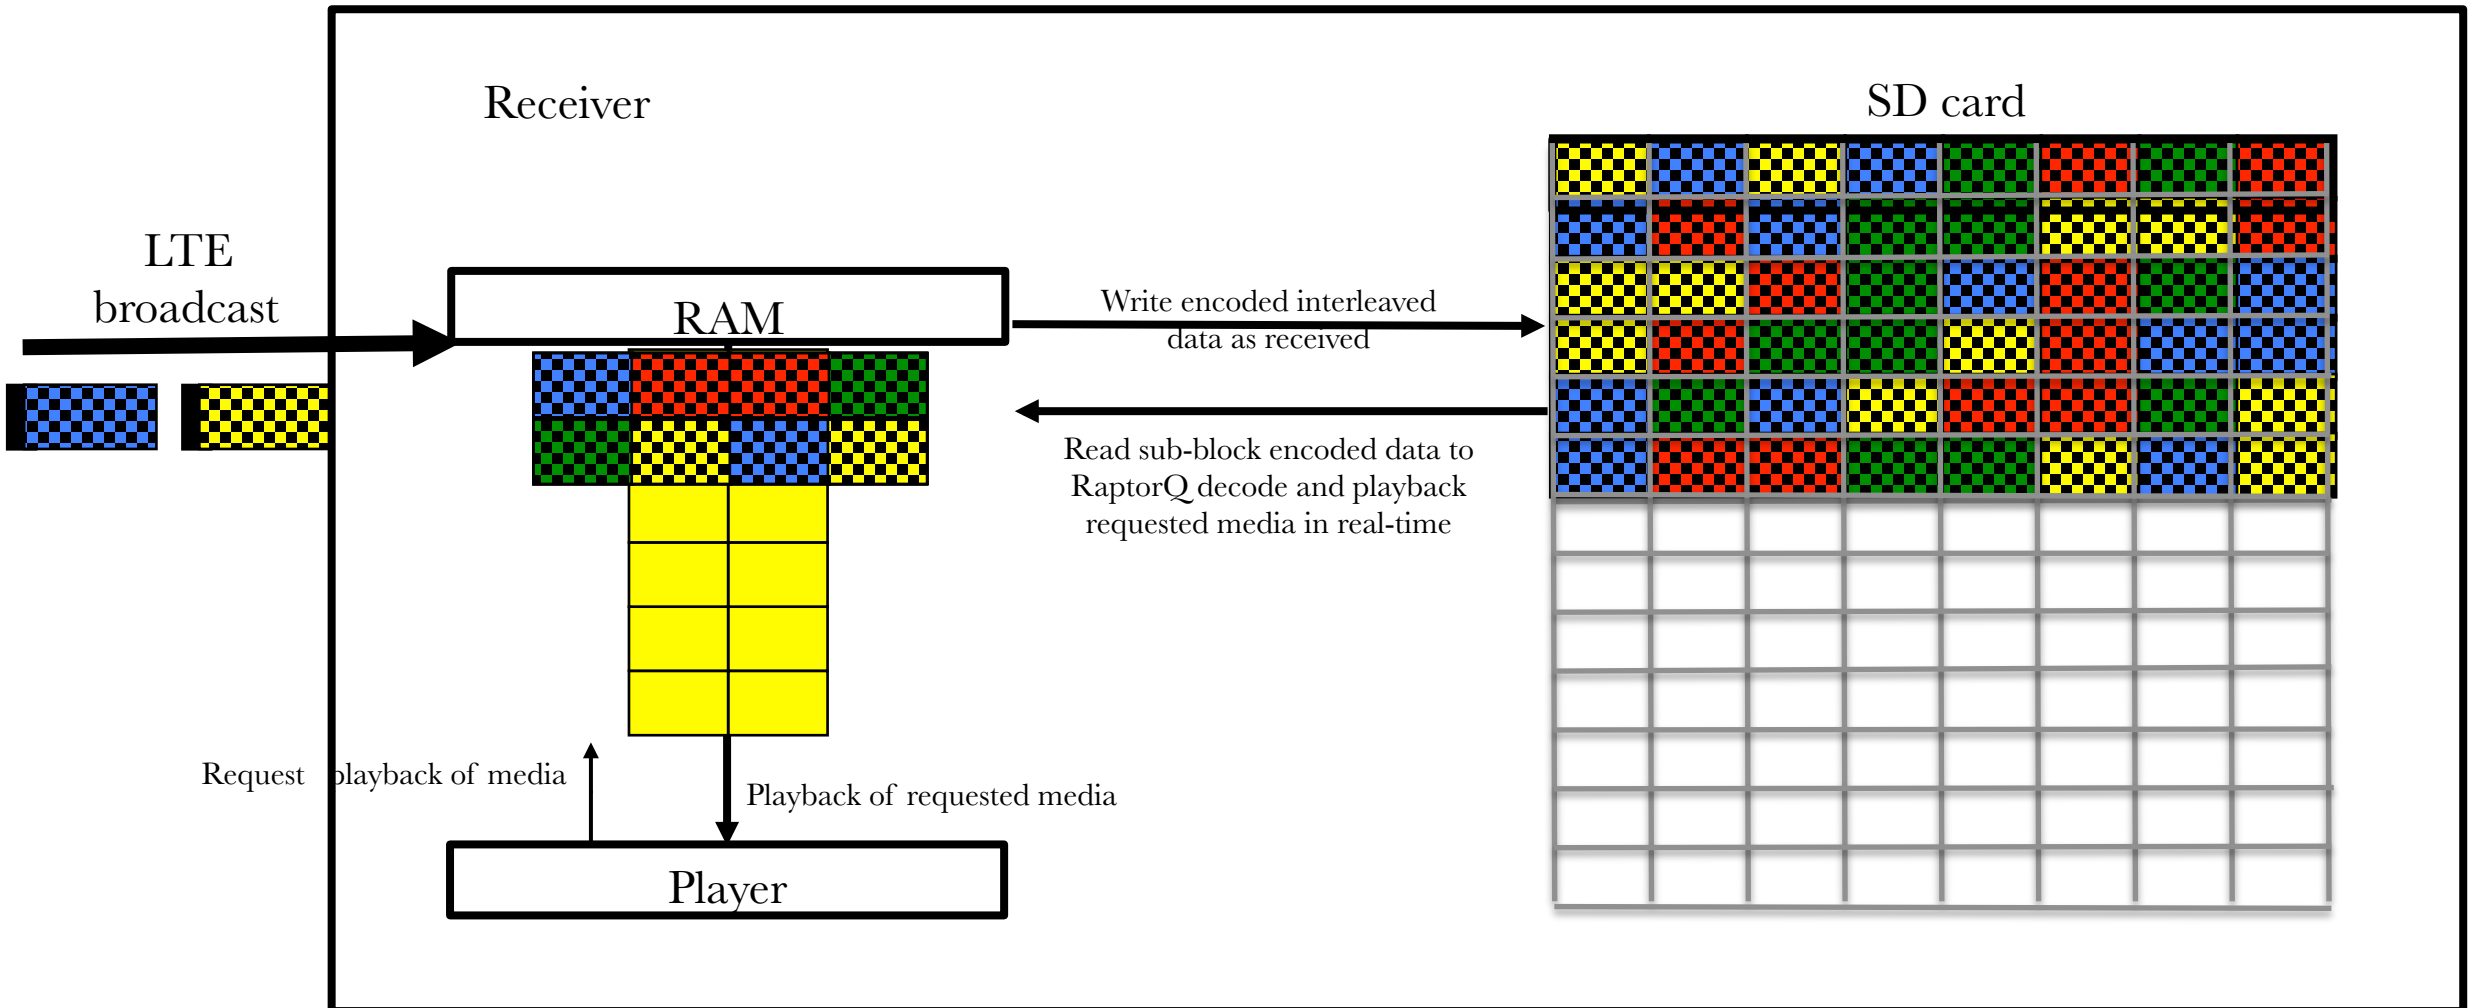 Receiver
SD card
LTE
broadcast
RAM
Write encoded interleaved
data as received
Read sub-block encoded data to
RaptorQ decode and playback
requested media in real-time
Request playback of media
Playback of requested media
Player